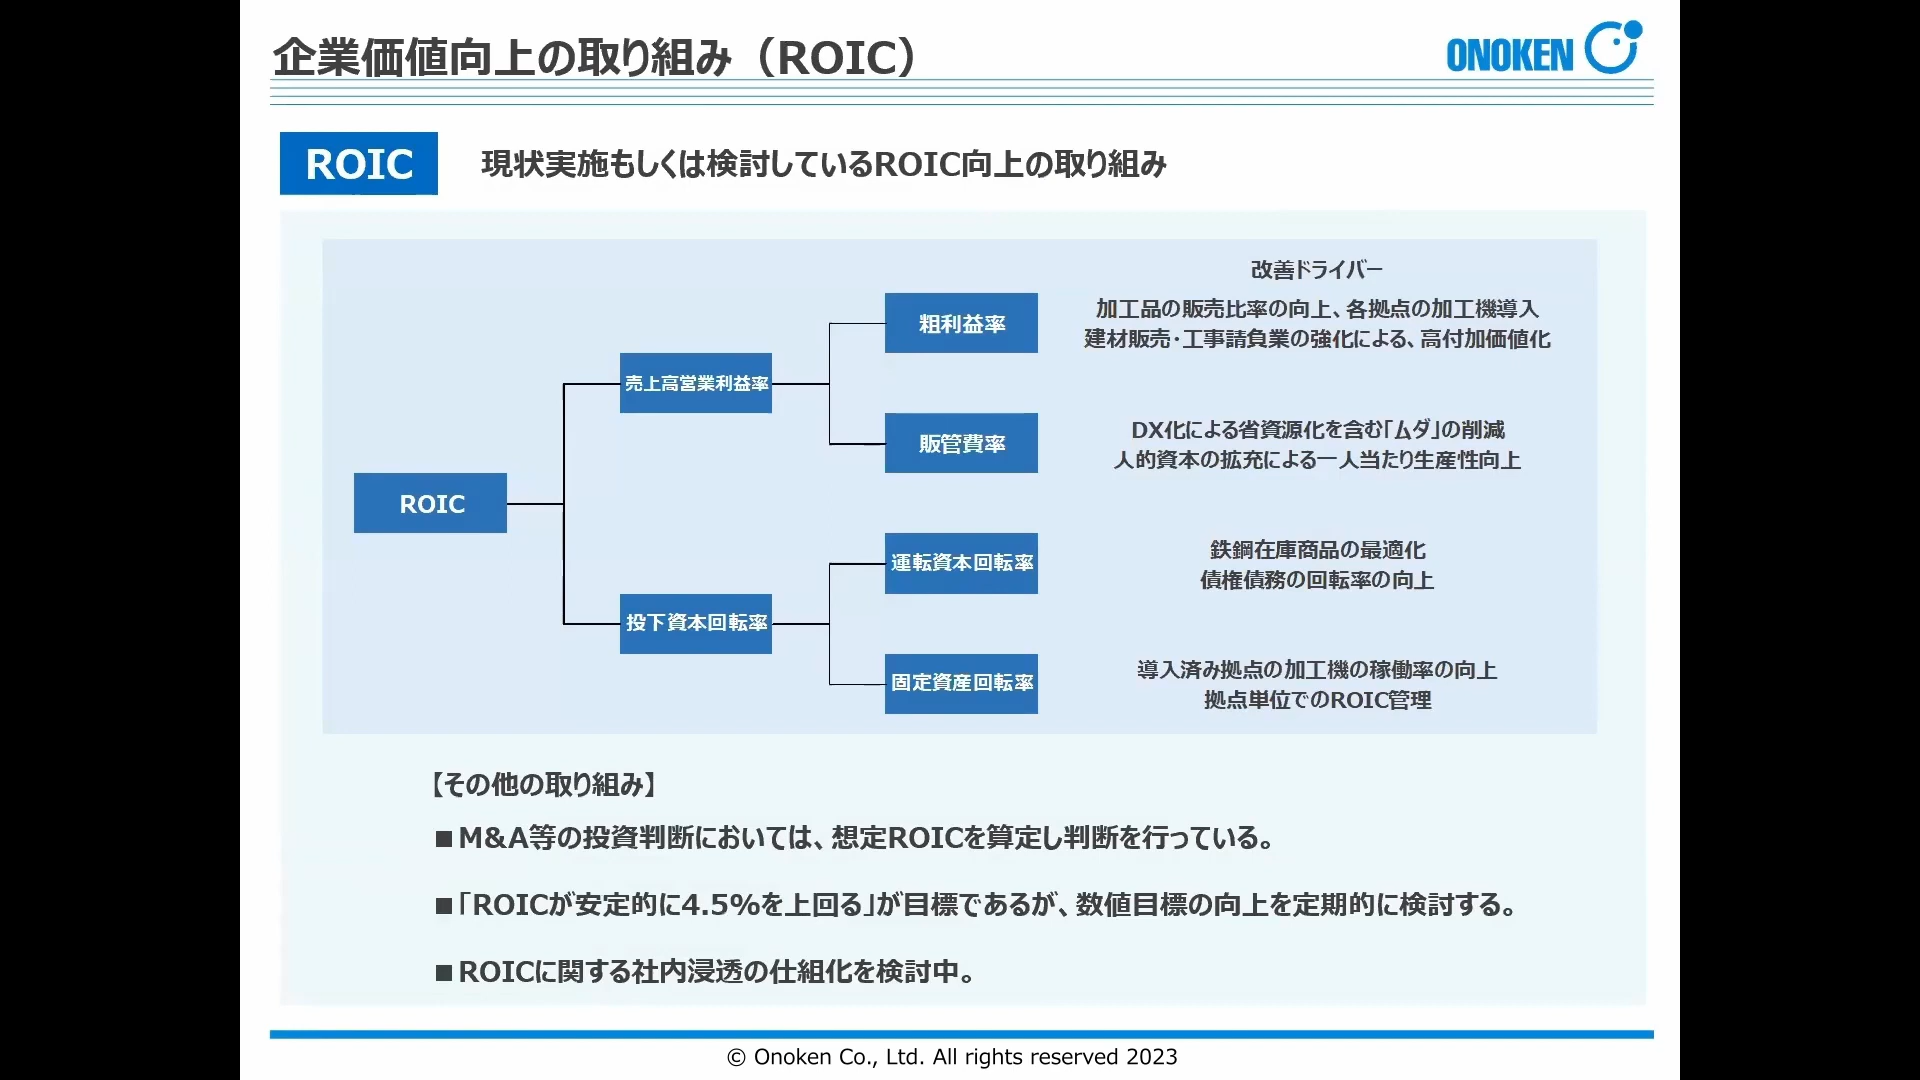 企業価値向上の取り組み（ROIC）
ONOKEN
ROIC
現状実施もしくは検討しているROIC向上の取り組み
改善ドライバー
粗利益率
加工品の販売比率の向上、各拠点の加工機導入
建材販売・工事請負業の強化による、高付加価値化
売上高営業利益率
販管費率
DX化による省資源化を含む「ムダ」の削減
人的資本の拡充による一人当たり生産性向上
ROIC
運転資本回転率
鉄鋼在庫商品の最適化
債権債務の回転率の向上
投下資本回転率
固定資産回転率
導入済み拠点の加工機の稼働率の向上
拠点単位でのROIC管理
【その他の取り組み】
■M&A等の投資判断においては、想定ROICを算定し判断を行っている。
■「ROICが安定的に4.5%を上回る」が目標であるが、数値目標の向上を定期的に検討する。
■ROICに関する社内浸透の仕組化を検討中。
© Onoken Co., Ltd. All rights reserved 2023